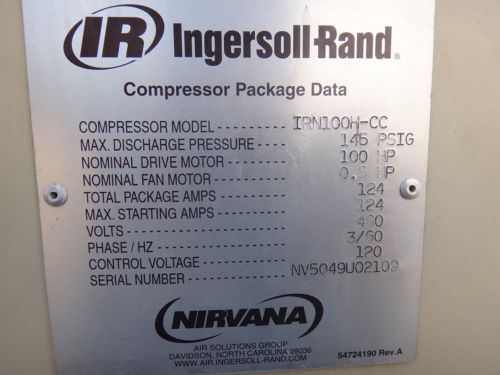 IR Ingersoll-Rand®
Compressor Package Data
COMPRESSOR MODEL -------- IRN100H-CC
MAX. DISCHARGE PRESSURE ------- 145 PSIG
NOMINAL DRIVE MOTOR ----------- 100 HP
NOMINAL FAN MOTOR ------------- 0.5 HP
TOTAL PACKAGE AMPS ------------- 124
MAX. STARTING AMPS ------------- 124
VOLTS ------------------------- 460
PHASE / HZ --------------------- 3/60
CONTROL VOLTAGE ---------------- 120
SERIAL NUMBER --------------- NV5049U02109
NIRVANA
AIR SOLUTIONS GROUP
DAVIDSON, NORTH CAROLINA 28036
WWW.AIR.INGERSOLL-RAND.COM
54724190 Rev.A